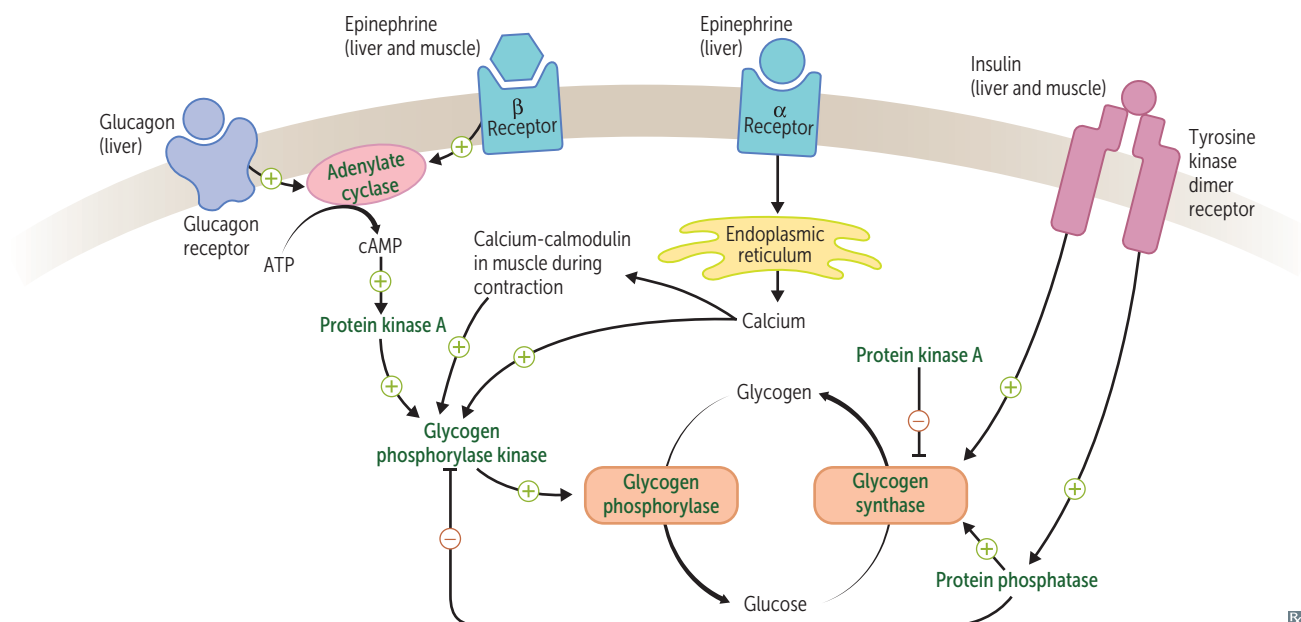 Epinephrine
(liver and muscle)
β
Receptor
Epinephrine
(liver)
α
Receptor
Insulin
(liver and muscle)
Tyrosine
kinase
dimer
receptor
Glucagon
(liver)
Glucagon
receptor
+
+
Adenylate
cyclase
ATP
cAMP
+
Protein kinase A
+
Calcium-calmodulin
in muscle during
contraction
+
Endoplasmic
reticulum
Calcium
+
Glycogen
phosphorylase kinase
+
−
Glycogen
phosphorylase
Glycogen
Glucose
Protein kinase A
−
Glycogen
synthase
+
+
+
Protein phosphatase